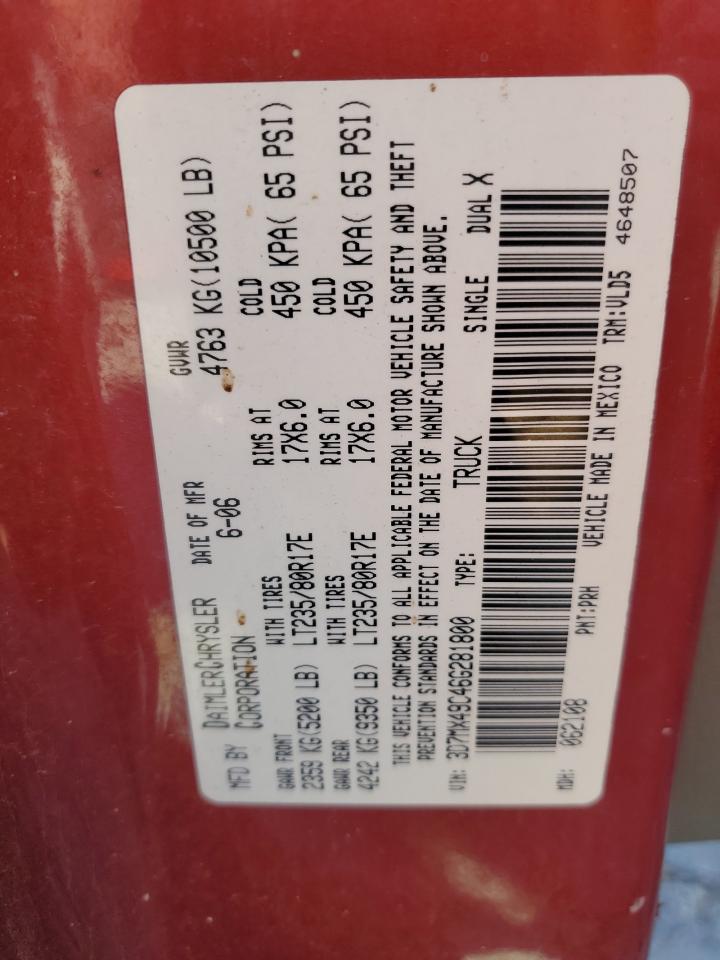 MFD BY DAIMLERCHRYSLER CORPORATION DATE OF MFR 6-06 GVWR 4763 KG(10500 LB)
GAWR FRONT WITH TIRES RIMS AT COLD
2359 KG(5200 LB) LT235/80R17E 17X6.0 450 KPA( 65 PSI)
GAWR REAR WITH TIRES RIMS AT COLD
4242 KG(9350 LB) LT235/80R17E 17X6.0 450 KPA( 65 PSI)
THIS VEHICLE CONFORMS TO ALL APPLICABLE FEDERAL MOTOR VEHICLE SAFETY AND THEFT
PREVENTION STANDARDS IN EFFECT ON THE DATE OF MANUFACTURE SHOWN ABOVE.
VIN: 3D7MX49C46G281800 TYPE: TRUCK SINGLE DUAL X
MDH: 062108 PNT:PRH VEHICLE MADE IN MEXICO TRM:VLD5 4648507